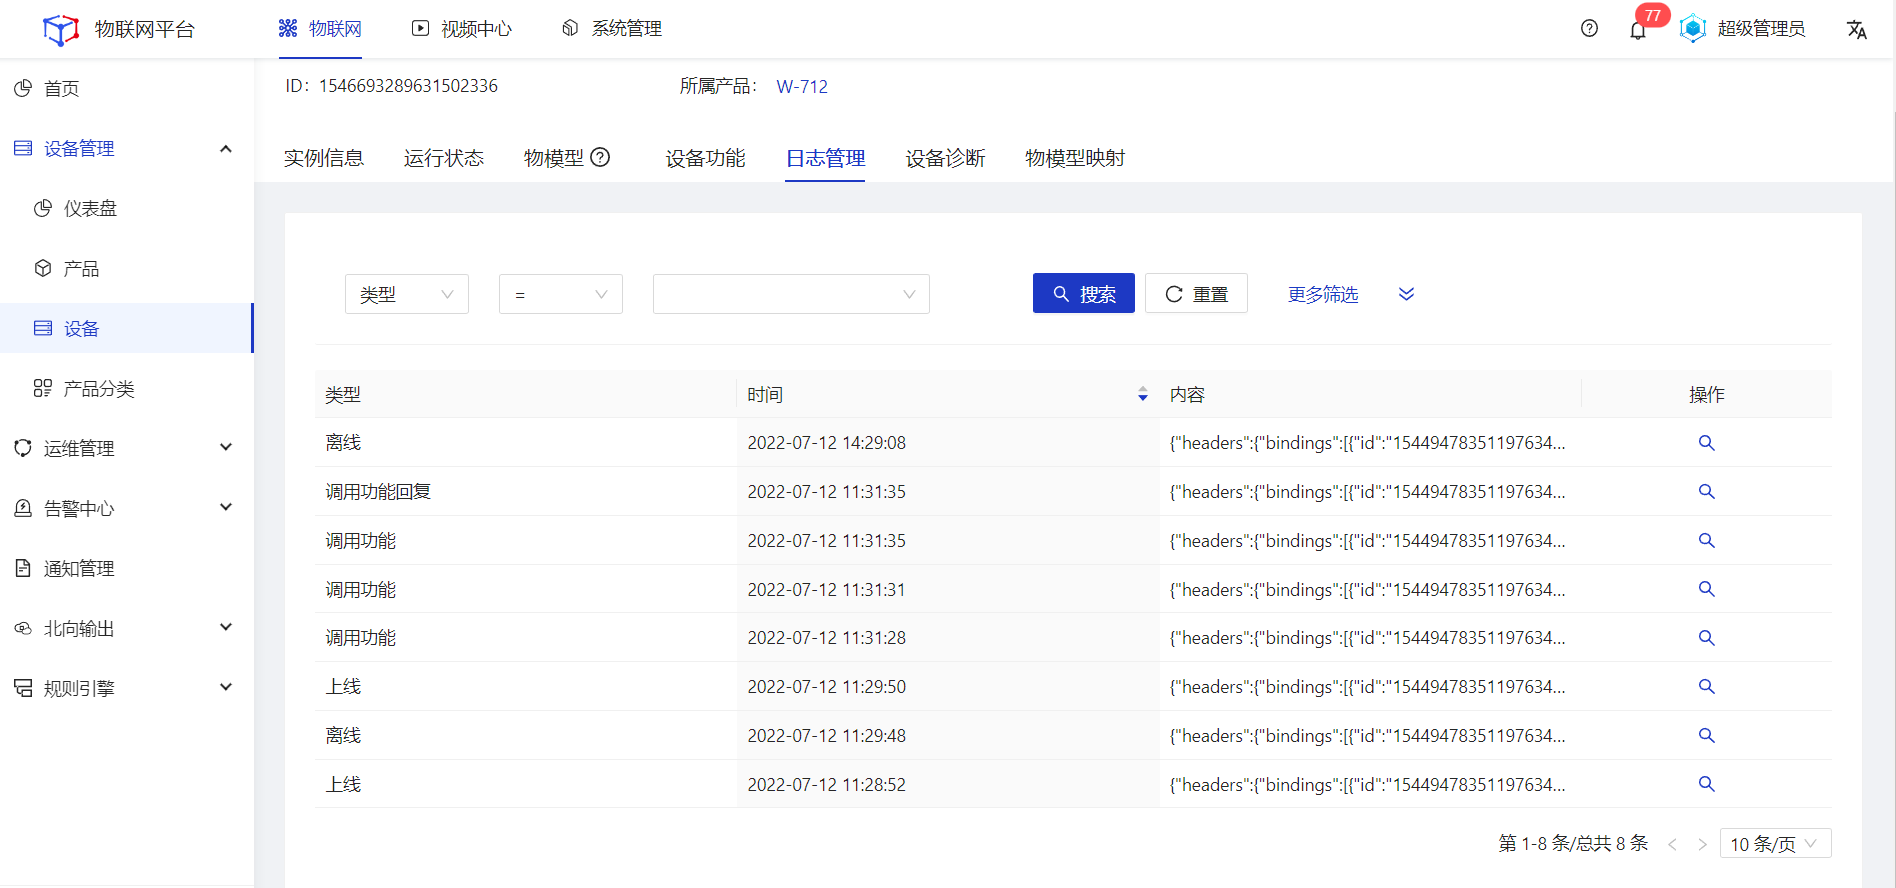 物联网平台
物联网 视频中心 系统管理
77 超级管理员
首页
设备管理
仪表盘
产品
设备
产品分类
运维管理
告警中心
通知管理
北向输出
规则引擎
ID： 1546693289631502336 所属产品： W-712
实例信息 运行状态 物模型 设备功能 日志管理 设备诊断 物模型映射
类型 = 搜索 重置 更多筛选
类型 时间 内容 操作
离线 2022-07-12 14:29:08 {"headers":{"bindings":[{"id":"15449478351197634...
调用功能回复 2022-07-12 11:31:35 {"headers":{"bindings":[{"id":"15449478351197634...
调用功能 2022-07-12 11:31:35 {"headers":{"bindings":[{"id":"15449478351197634...
调用功能 2022-07-12 11:31:31 {"headers":{"bindings":[{"id":"15449478351197634...
调用功能 2022-07-12 11:31:28 {"headers":{"bindings":[{"id":"15449478351197634...
上线 2022-07-12 11:29:50 {"headers":{"bindings":[{"id":"15449478351197634...
离线 2022-07-12 11:29:48 {"headers":{"bindings":[{"id":"15449478351197634...
上线 2022-07-12 11:28:52 {"headers":{"bindings":[{"id":"15449478351197634...
第 1-8 条/总共 8 条 < > 10 条/页